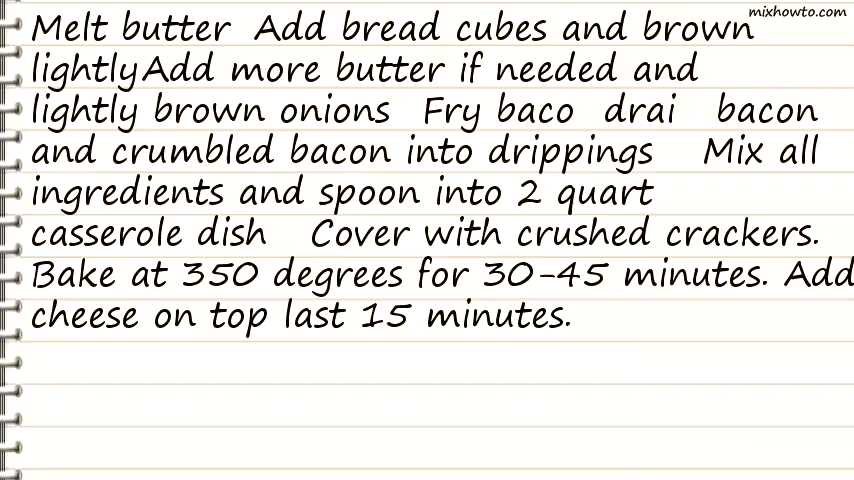 mixhowto.com
Melt butter Add bread cubes and brown
lightlyAdd more butter if needed and
lightly brown onions Fry baco drai bacon
and crumbled bacon into drippings Mix all
ingredients and spoon into 2 quart
casserole dish Cover with crushed crackers.
Bake at 350 degrees for 30-45 minutes. Add
cheese on top last 15 minutes.